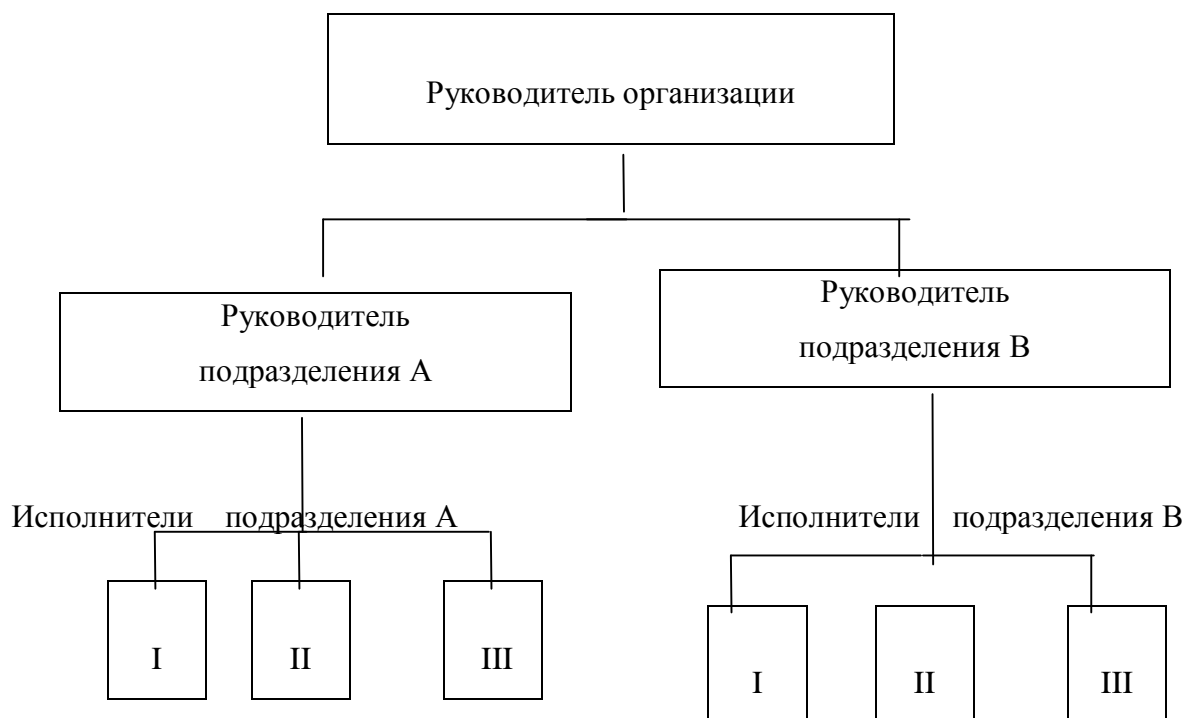 Руководитель организации
Руководитель
подразделения А
Руководитель
подразделения В
Исполнители подразделения А
Исполнители подразделения В
I II III
I II III